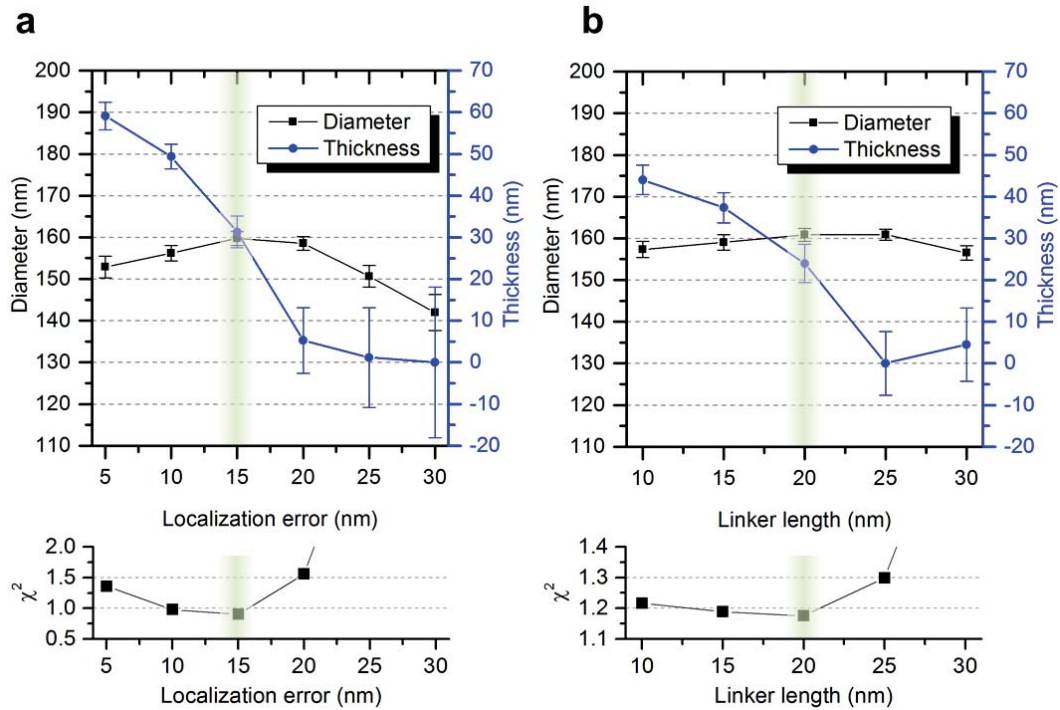 a
200
190
180
170
160
150
140
130
120
110
Diameter (nm)
70
60
50
40
30
20
10
0
-10
-20
Thickness (nm)
Diameter
Thickness
5 10 15 20 25 30
Localization error (nm)
2.0
1.5
1.0
0.5
χ²
5 10 15 20 25 30
Localization error (nm)
b
200
190
180
170
160
150
140
130
120
110
Diameter (nm)
70
60
50
40
30
20
10
0
-10
-20
Thickness (nm)
Diameter
Thickness
10 15 20 25 30
Linker length (nm)
1.4
1.3
1.2
1.1
χ²
10 15 20 25 30
Linker length (nm)